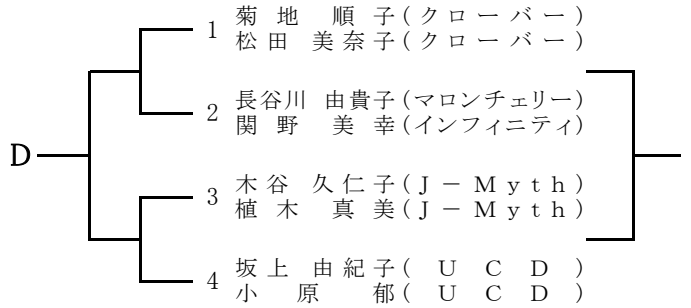 1 菊地 順子(クローバー)
松田 美奈子(クローバー)
2 長谷川 由貴子(マロンチェリー)
関野 美幸(インフィニティ)
D
3 木谷 久仁子(J－Myth)
植木 真美(J－Myth)
4 坂上 由紀子( UCD )
小原 郁( UCD )